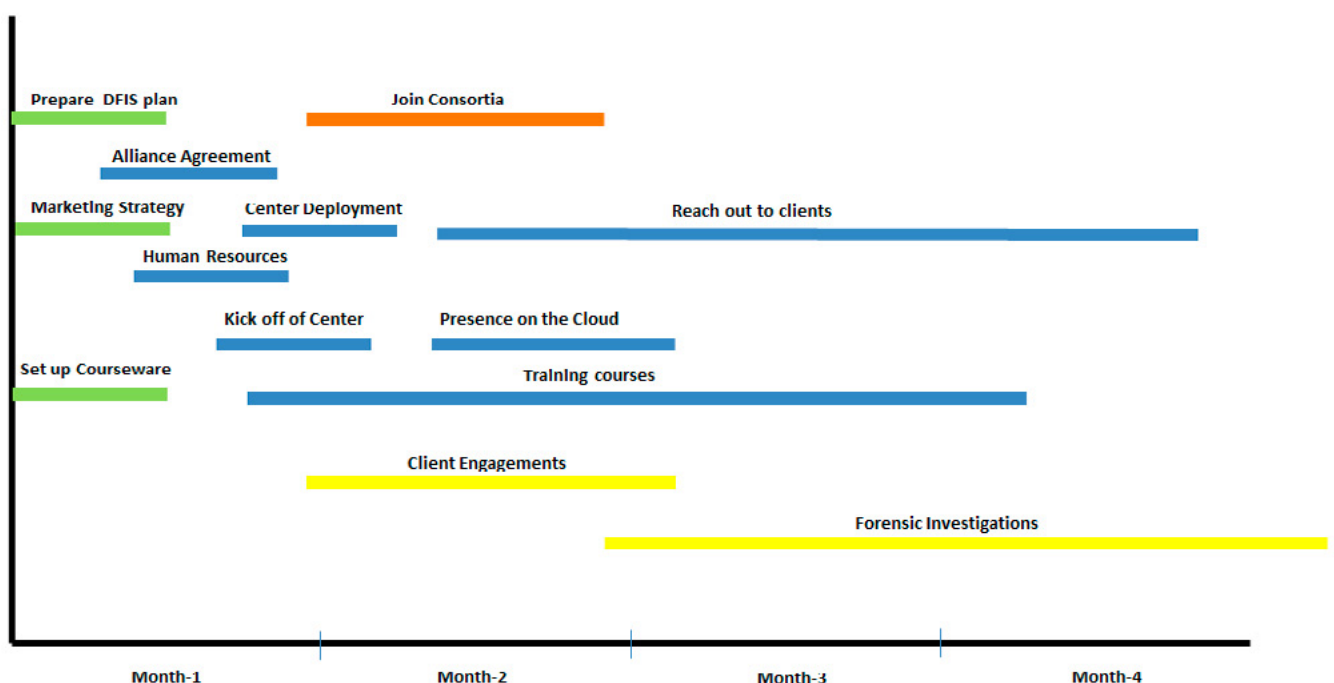 Prepare DFIS plan
Join Consortia
Alliance Agreement
Marketing Strategy
Center Deployment
Reach out to clients
Human Resources
Kick off of Center
Presence on the Cloud
Set up Courseware
Training courses
Client Engagements
Forensic Investigations
Month-1
Month-2
Month-3
Month-4